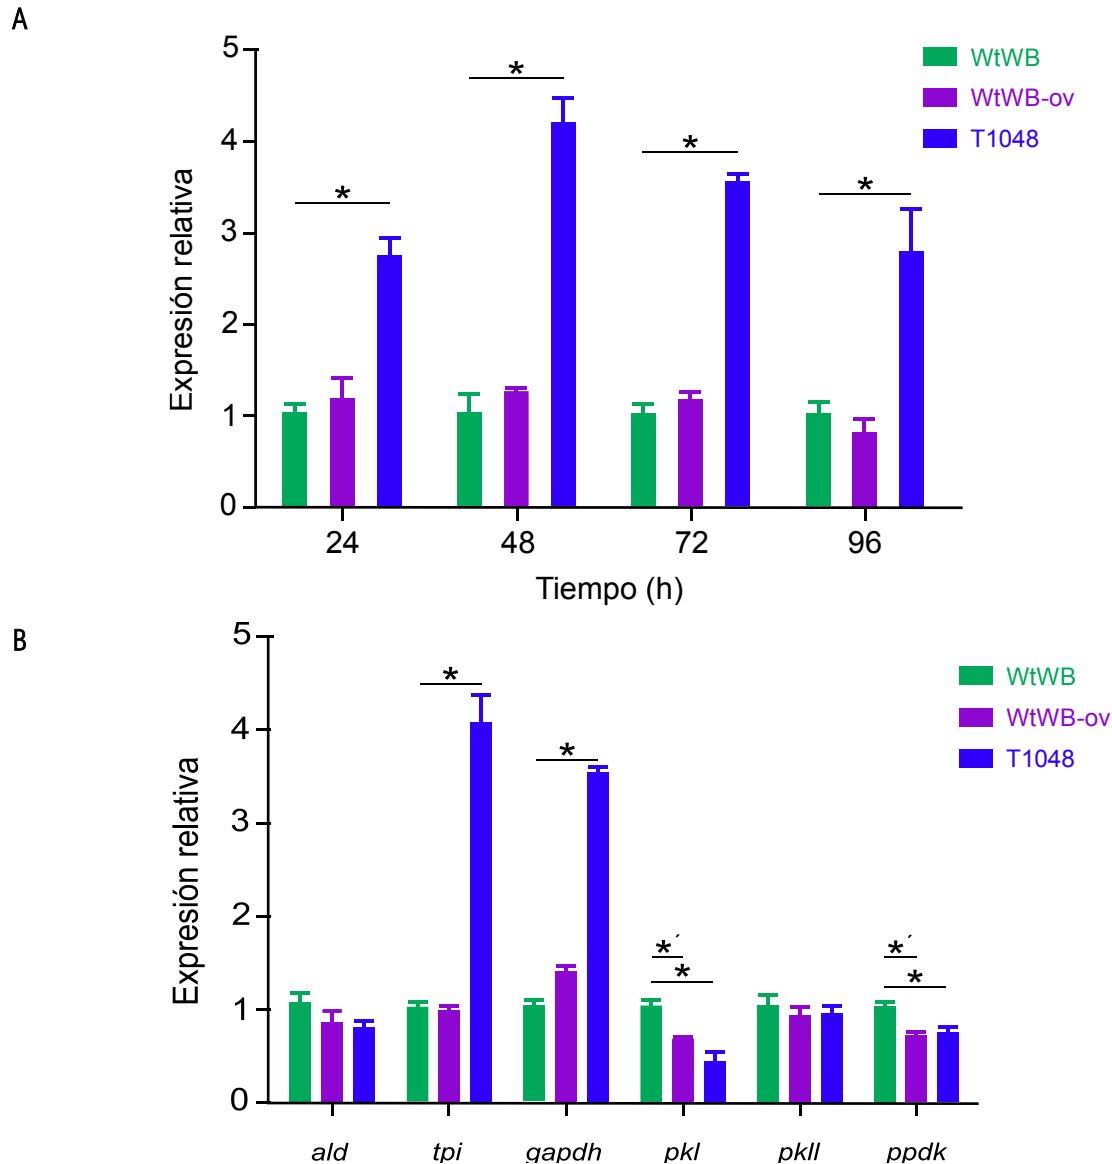 A
5
4
3
2
1
0
Expresión relativa
*
*
*
*
WtWB
WtWB-ov
T1048
24 48 72 96
Tiempo (h)
B
5
4
3
2
1
0
Expresión relativa
*
*
*´
*
*´
*
WtWB
WtWB-ov
T1048
ald tpi gapdh pkI pkII ppdk